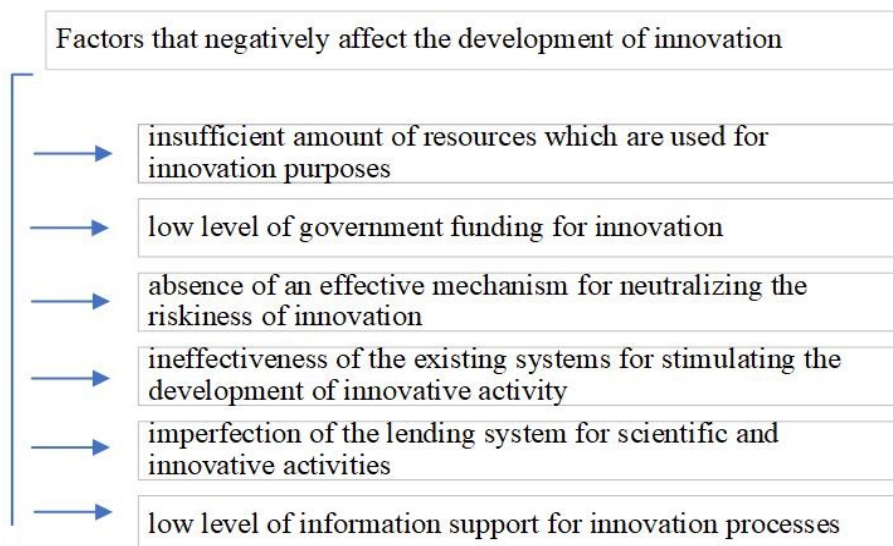 Factors that negatively affect the development of innovation
insufficient amount of resources which are used for
innovation purposes
low level of government funding for innovation
absence of an effective mechanism for neutralizing the
riskiness of innovation
ineffectiveness of the existing systems for stimulating the
development of innovative activity
imperfection of the lending system for scientific and
innovative activities
low level of information support for innovation processes